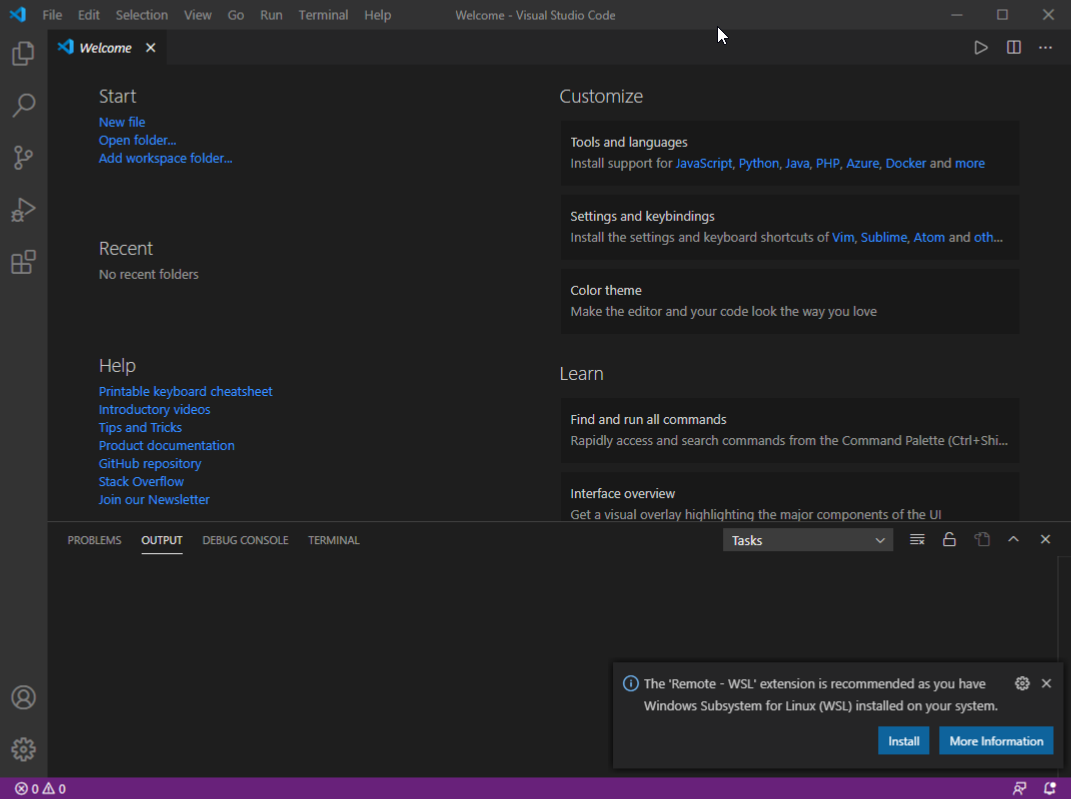 File Edit Selection View Go Run Terminal Help Welcome - Visual Studio Code
Welcome
Start
New file
Open folder...
Add workspace folder...
Recent
No recent folders
Help
Printable keyboard cheatsheet
Introductory videos
Tips and Tricks
Product documentation
GitHub repository
Stack Overflow
Join our Newsletter
Customize
Tools and languages
Install support for JavaScript, Python, Java, PHP, Azure, Docker and more
Settings and keybindings
Install the settings and keyboard shortcuts of Vim, Sublime, Atom and oth...
Color theme
Make the editor and your code look the way you love
Learn
Find and run all commands
Rapidly access and search commands from the Command Palette (Ctrl+Shi...
Interface overview
Get a visual overlay highlighting the major components of the UI
PROBLEMS OUTPUT DEBUG CONSOLE TERMINAL Tasks
The 'Remote - WSL' extension is recommended as you have
Windows Subsystem for Linux (WSL) installed on your system.
Install More Information
0 0